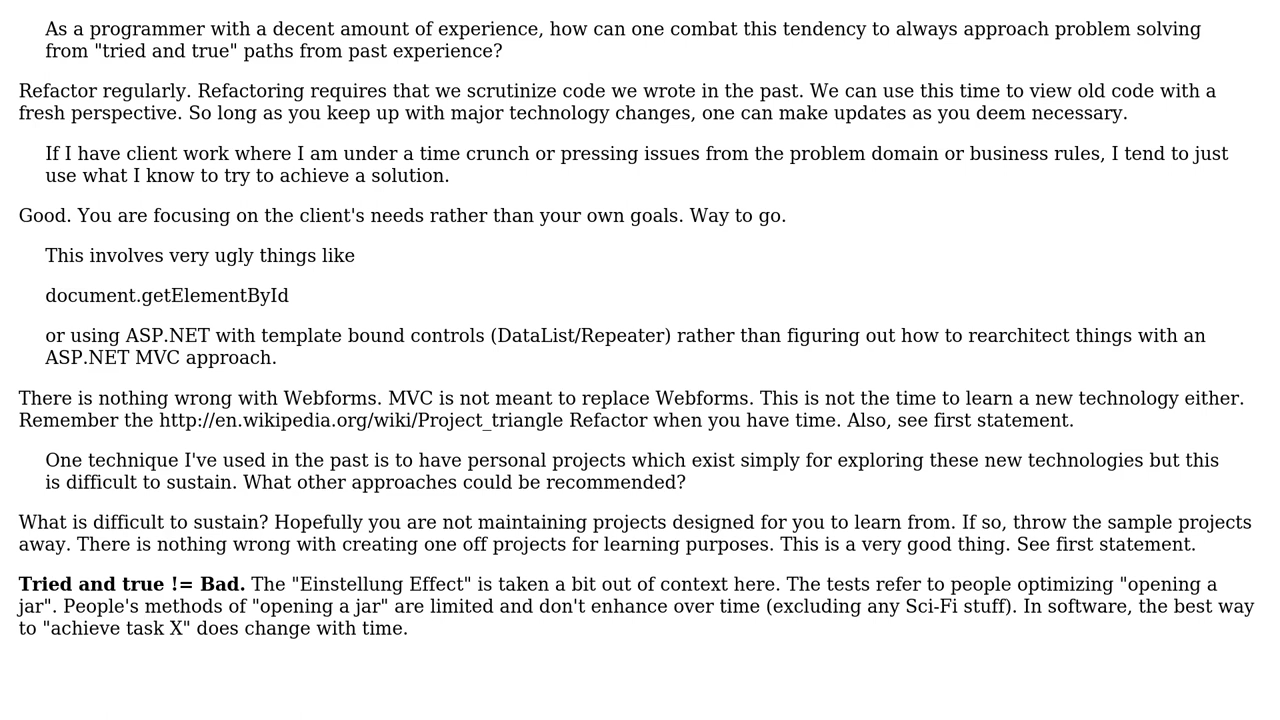 As a programmer with a decent amount of experience, how can one combat this tendency to always approach problem solving
from "tried and true" paths from past experience?
Refactor regularly. Refactoring requires that we scrutinize code we wrote in the past. We can use this time to view old code with a
fresh perspective. So long as you keep up with major technology changes, one can make updates as you deem necessary.
If I have client work where I am under a time crunch or pressing issues from the problem domain or business rules, I tend to just
use what I know to try to achieve a solution.
Good. You are focusing on the client's needs rather than your own goals. Way to go.
This involves very ugly things like
document.getElementById
or using ASP.NET with template bound controls (DataList/Repeater) rather than figuring out how to rearchitect things with an
ASP.NET MVC approach.
There is nothing wrong with Webforms. MVC is not meant to replace Webforms. This is not the time to learn a new technology either.
Remember the http://en.wikipedia.org/wiki/Project_triangle Refactor when you have time. Also, see first statement.
One technique I've used in the past is to have personal projects which exist simply for exploring these new technologies but this
is difficult to sustain. What other approaches could be recommended?
What is difficult to sustain? Hopefully you are not maintaining projects designed for you to learn from. If so, throw the sample projects
away. There is nothing wrong with creating one off projects for learning purposes. This is a very good thing. See first statement.
Tried and true != Bad. The "Einstellung Effect" is taken a bit out of context here. The tests refer to people optimizing "opening a
jar". People's methods of "opening a jar" are limited and don't enhance over time (excluding any Sci-Fi stuff). In software, the best way
to "achieve task X" does change with time.